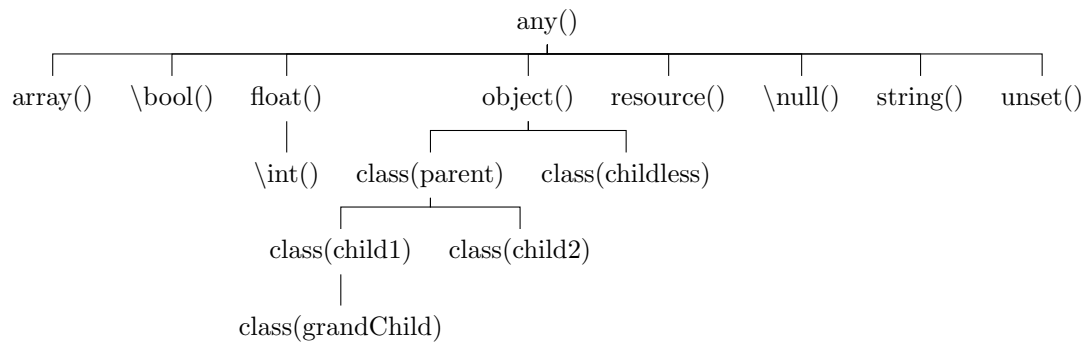 any()
array() \bool() float() object() resource() \null() string() unset()
\int() class(parent) class(childless)
class(child1) class(child2)
class(grandChild)